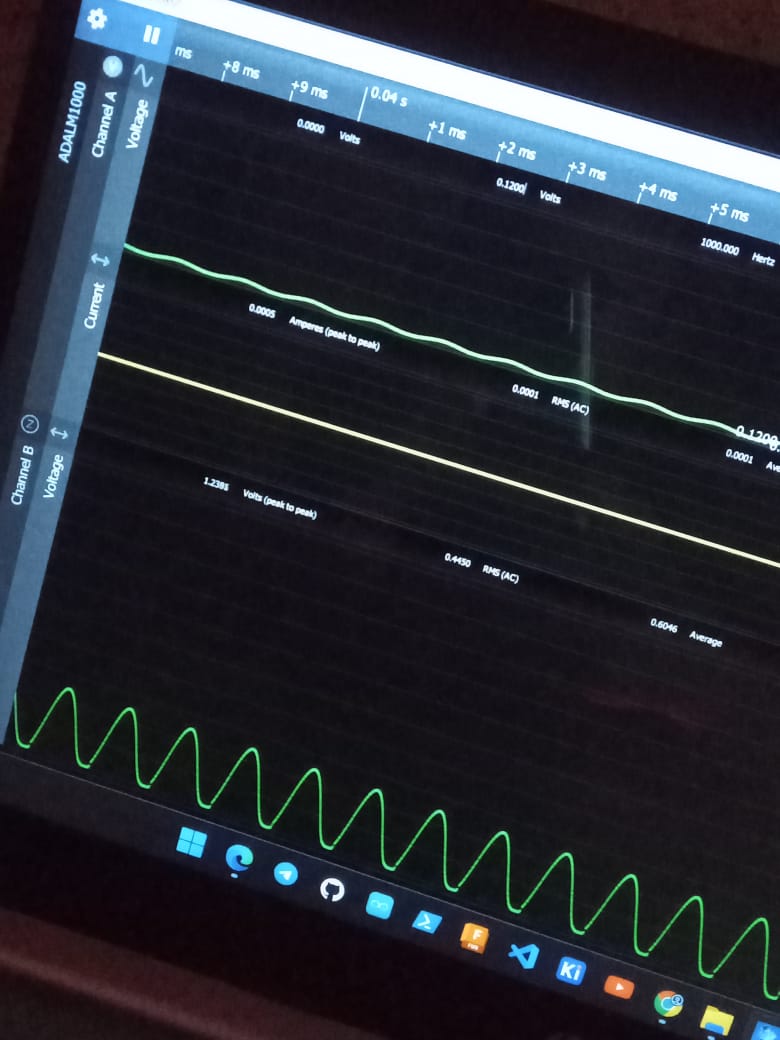 ADALM1000
Channel A
Voltage
ms
+8 ms
+9 ms
0.04 s
+1 ms
+2 ms
+3 ms
+4 ms
+5 ms
0.0000 Volts
0.1200 Volts
1000.000 Hertz
Current
0.0005 Amperes (peak to peak)
0.0001 RMS (AC)
0.0001 Ave
0.1200
Channel B
Voltage
1.2385 Volts (peak to peak)
0.4450 RMS (AC)
0.6046 Average
F
Ki